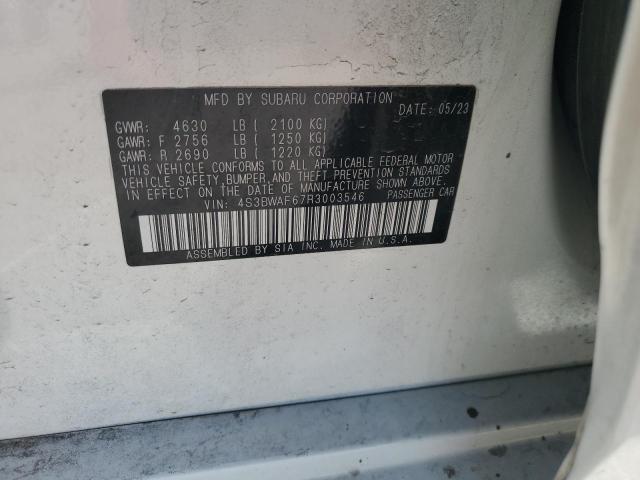 MFD BY SUBARU CORPORATION
DATE: 05/23
GVWR: 4630 LB ( 2100 KG)
GAWR: F 2756 LB ( 1250 KG)
GAWR: R 2690 LB ( 1220 KG)
THIS VEHICLE CONFORMS TO ALL APPLICABLE FEDERAL MOTOR
VEHICLE SAFETY, BUMPER, AND THEFT PREVENTION STANDARDS
IN EFFECT ON THE DATE OF MANUFACTURE SHOWN ABOVE.
VIN: 4S3BWAF67R3003546 PASSENGER CAR
ASSEMBLED BY SIA INC. MADE IN U.S.A.